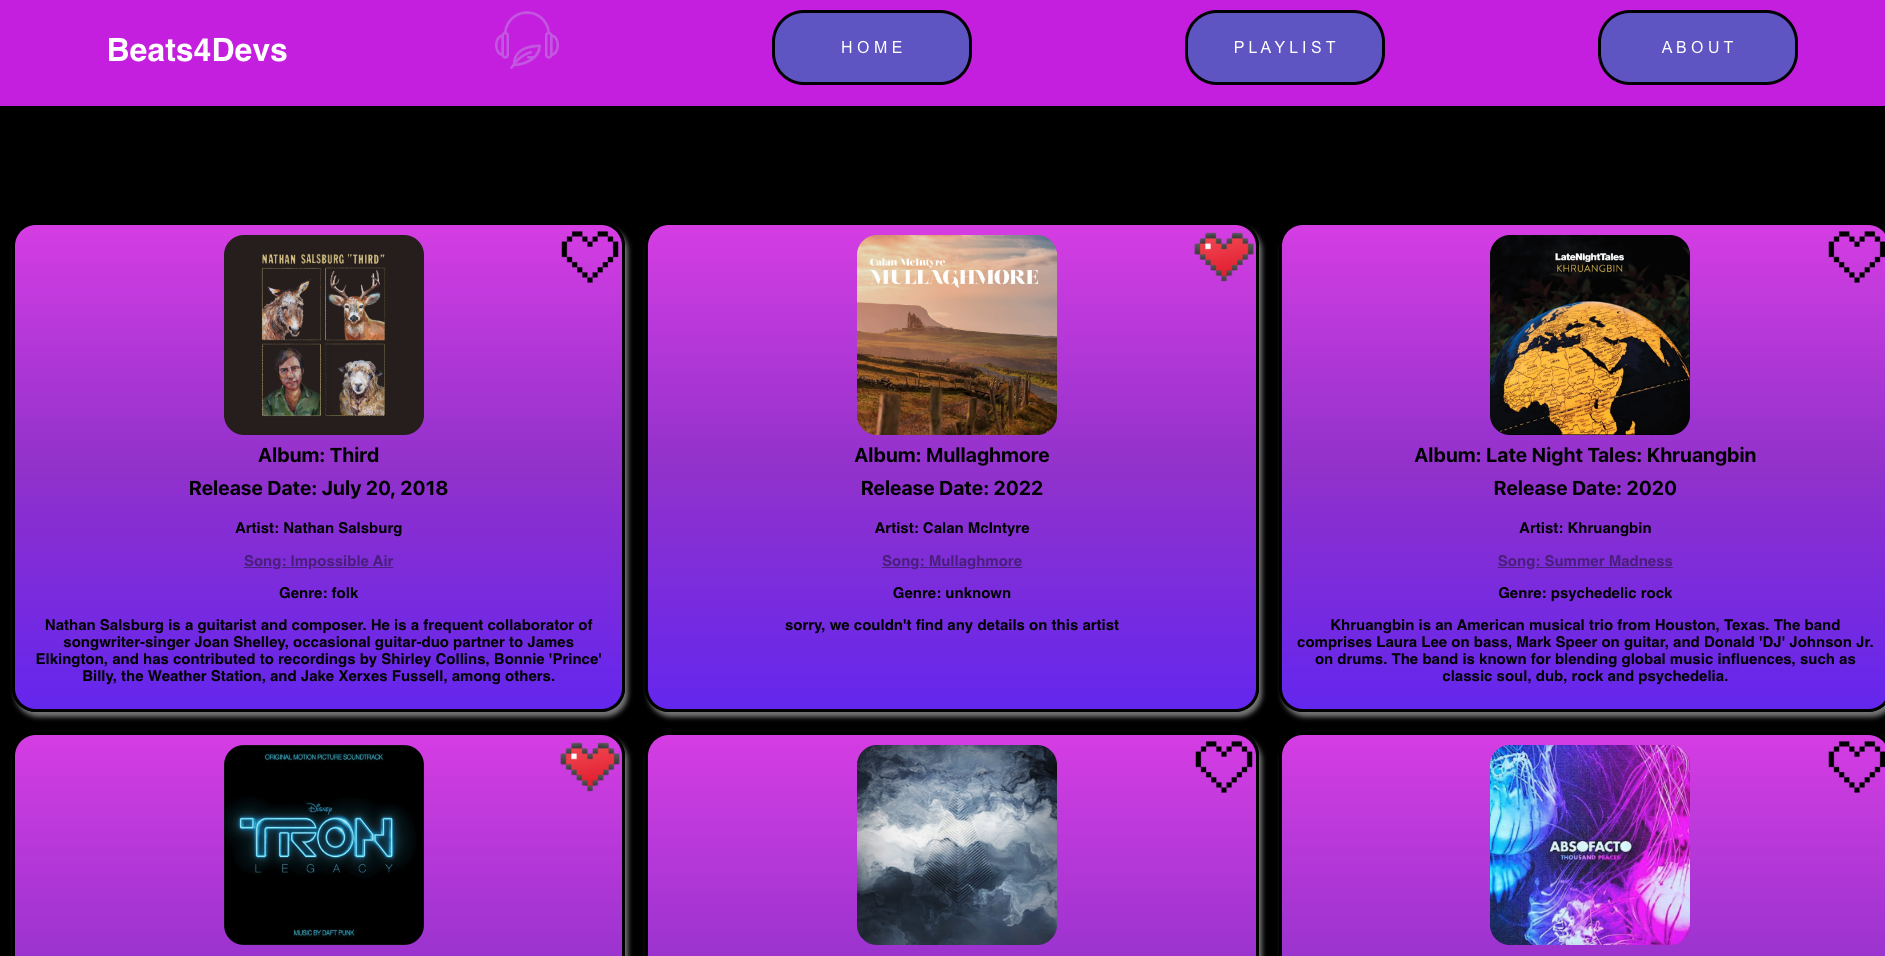 Beats4Devs
HOME
PLAYLIST
ABOUT
NATHAN SALSBURG "THIRD"
Album: Third
Release Date: July 20, 2018
Artist: Nathan Salsburg
Song: Impossible Air
Genre: folk
Nathan Salsburg is a guitarist and composer. He is a frequent collaborator of
songwriter-singer Joan Shelley, occasional guitar-duo partner to James
Elkington, and has contributed to recordings by Shirley Collins, Bonnie 'Prince'
Billy, the Weather Station, and Jake Xerxes Fussell, among others.
Calan McIntyre
MULLAGHMORE
Album: Mullaghmore
Release Date: 2022
Artist: Calan McIntyre
Song: Mullaghmore
Genre: unknown
sorry, we couldn't find any details on this artist
LateNightTales
KHRUANGBIN
Album: Late Night Tales: Khruangbin
Release Date: 2020
Artist: Khruangbin
Song: Summer Madness
Genre: psychedelic rock
Khruangbin is an American musical trio from Houston, Texas. The band
comprises Laura Lee on bass, Mark Speer on guitar, and Donald 'DJ' Johnson Jr.
on drums. The band is known for blending global music influences, such as
classic soul, dub, rock and psychedelia.
ORIGINAL MOTION PICTURE SOUNDTRACK
Disney
TRON
LEGACY
MUSIC BY DAFT PUNK
ABSOFACTO
THOUSAND PEACES